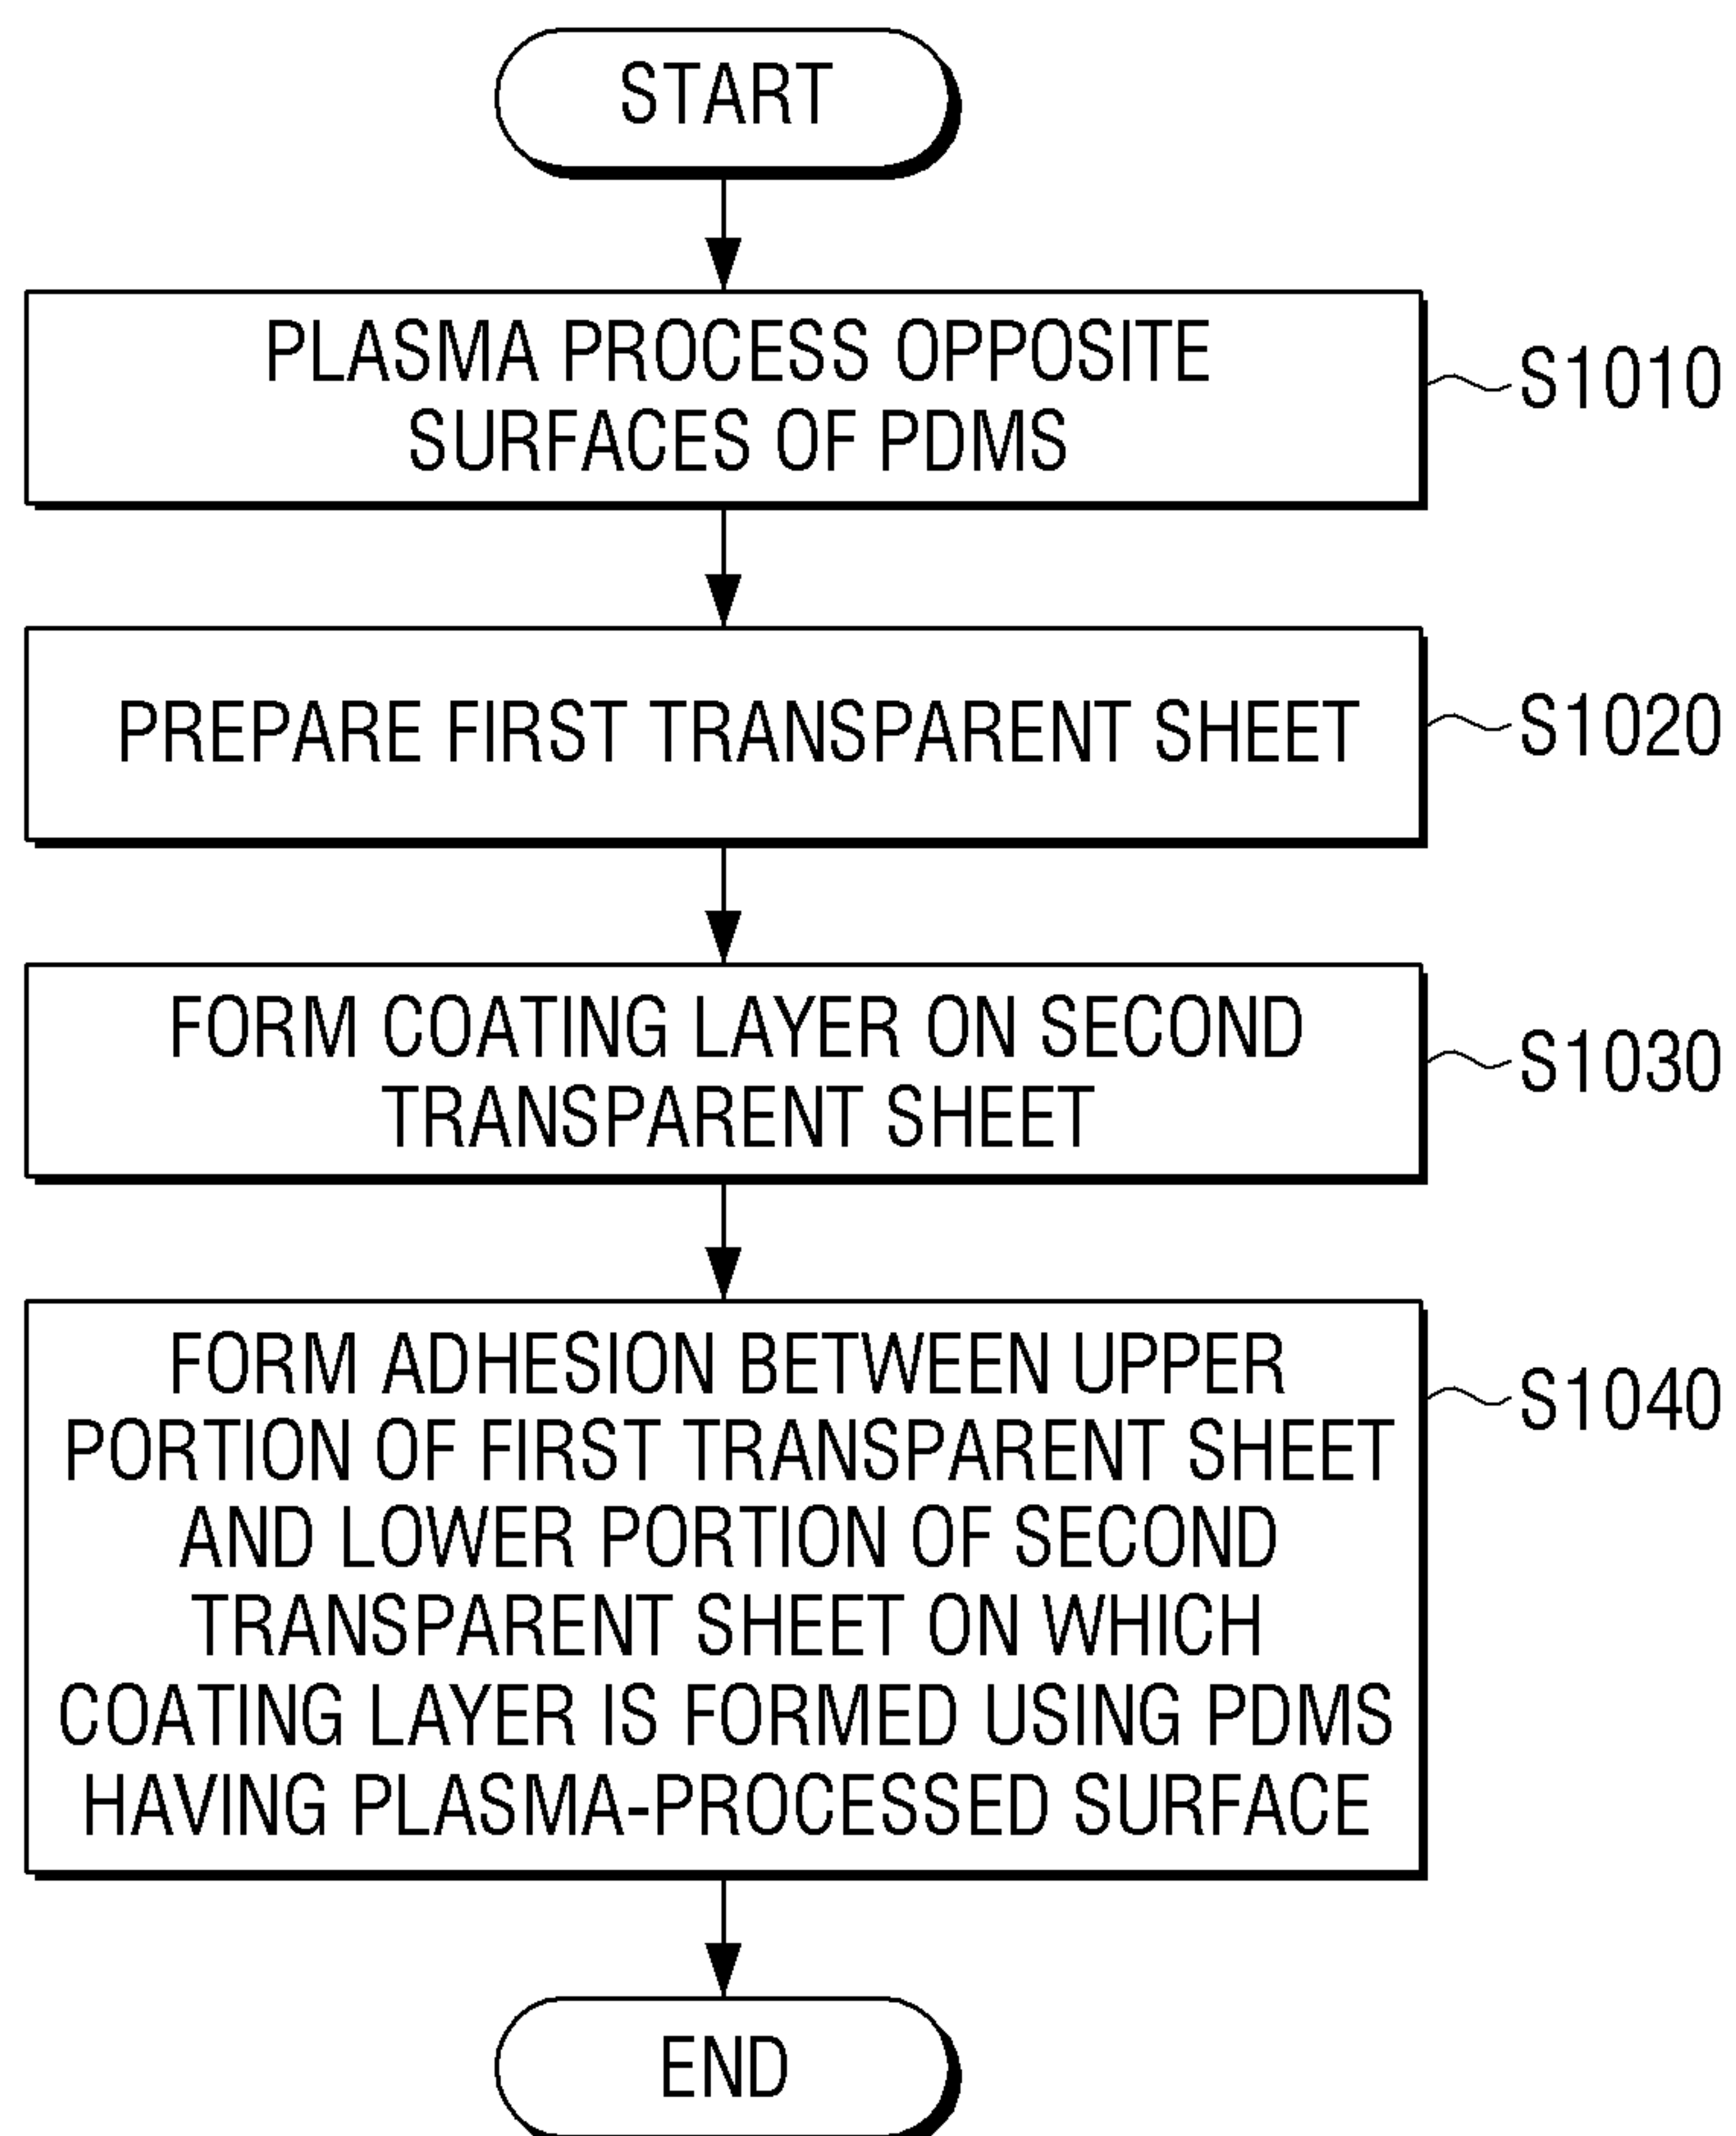 START
PLASMA PROCESS OPPOSITE
SURFACES OF PDMS
S1010
PREPARE FIRST TRANSPARENT SHEET
S1020
FORM COATING LAYER ON SECOND
TRANSPARENT SHEET
S1030
FORM ADHESION BETWEEN UPPER
PORTION OF FIRST TRANSPARENT SHEET
AND LOWER PORTION OF SECOND
TRANSPARENT SHEET ON WHICH
COATING LAYER IS FORMED USING PDMS
HAVING PLASMA-PROCESSED SURFACE
S1040
END